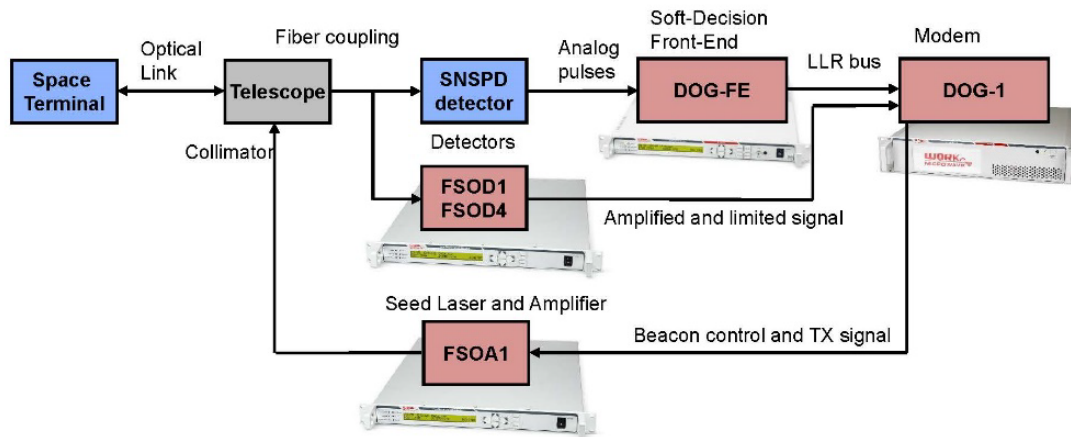 Soft-Decision
Front-End
Modem
Optical
Link
Fiber coupling
Analog
pulses
LLR bus
Space
Terminal
Telescope
SNSPD
detector
DOG-FE
DOG-1
Collimator
Detectors
WORK
FSOD1
FSOD4
Amplified and limited signal
Seed Laser and Amplifier
FSOA1
Beacon control and TX signal